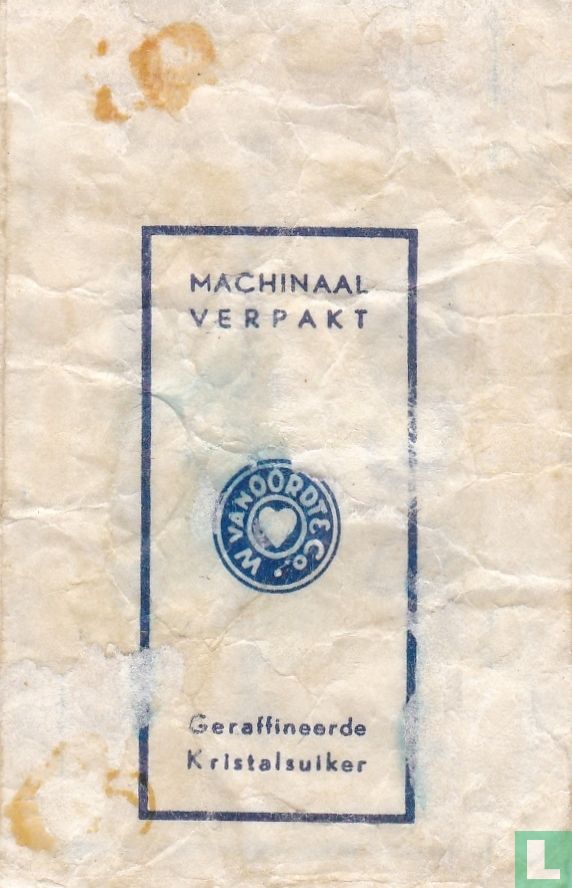 MACHINAAL
VERPAKT
W. VAN OORDT & Co.
Geraffineerde
Kristalsuiker
L